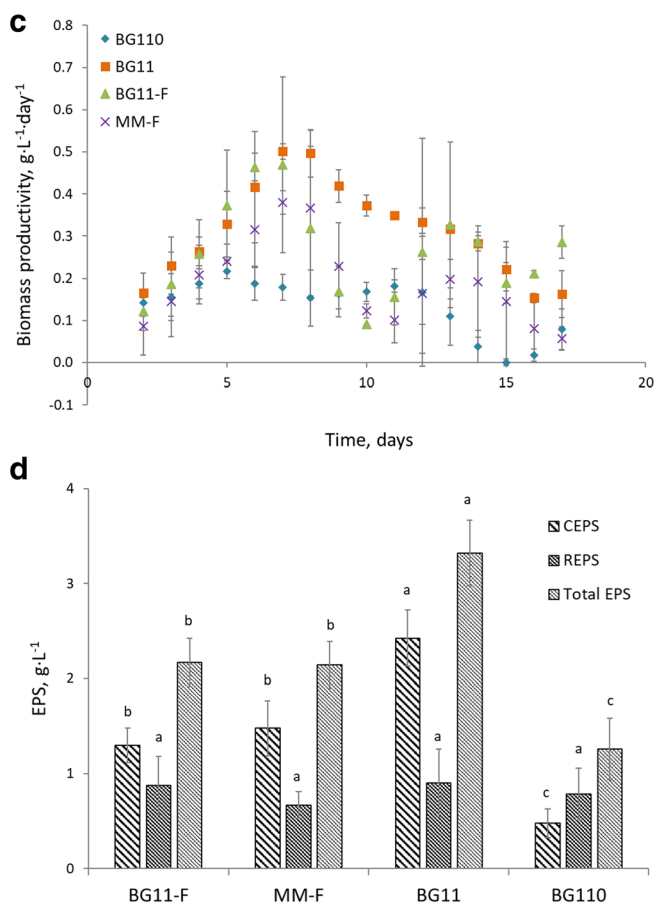 c
0.8
0.7
0.6
0.5
0.4
0.3
0.2
0.1
0.0
-0.1
Biomass productivity, g·L⁻¹·day⁻¹
BG110
BG11
BG11-F
MM-F
0 5 10 15 20
Time, days
d
4
3
2
1
0
EPS, g·L⁻¹
CEPS
REPS
Total EPS
b a b
b a b
a a a
c a c
BG11-F MM-F BG11 BG110